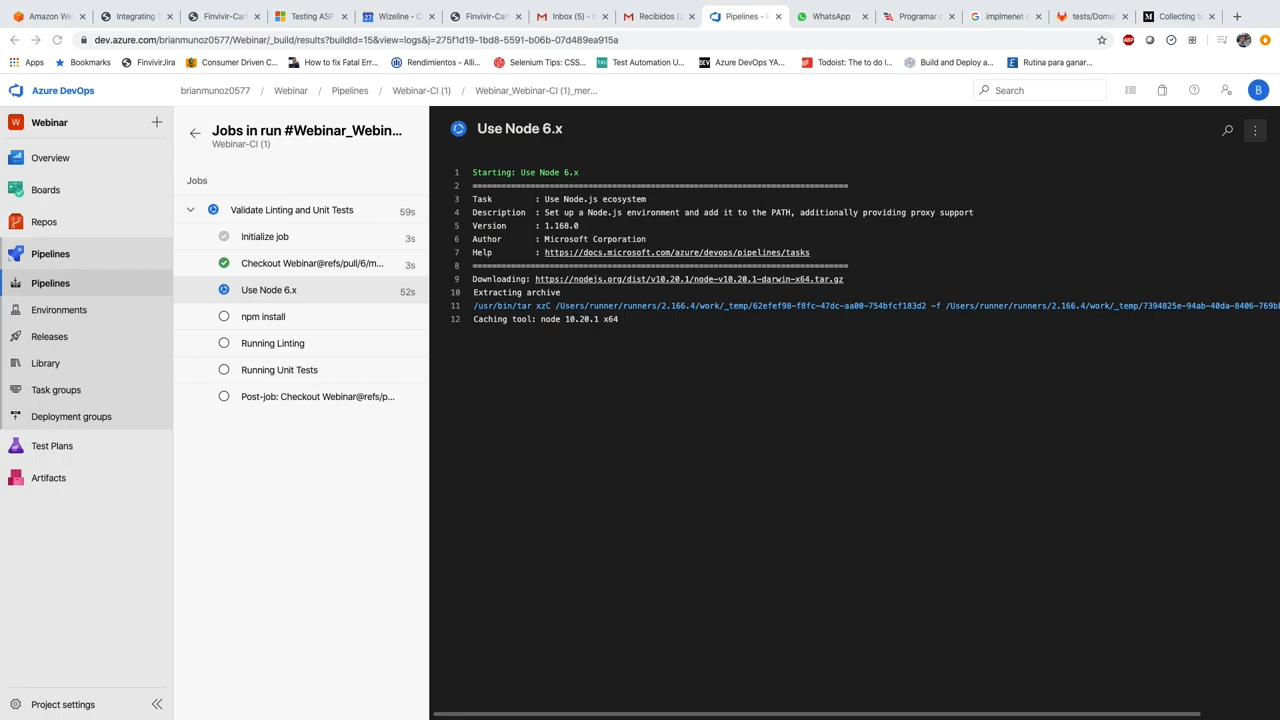 Amazon We
Integrating T
Finvivir-Carl
Testing ASP
Wizeline - C
Finvivir-Carl
Inbox (5) - b
Recibidos (2
Pipelines - R
WhatsApp
Programar c
implmenet c
tests/Domai
Collecting te
dev.azure.com/brianmunoz0577/Webinar/_build/results?buildId=15&view=logs&j=275f1d19-1bd8-5591-b06b-07d489ea915a
Apps
Bookmarks
FinvivirJira
Consumer Driven C...
How to fix Fatal Err...
Rendimientos - Alli...
Selenium Tips: CSS...
Test Automation U...
Azure DevOps YA...
Todoist: The to do l...
Build and Deploy a...
Rutina para ganar...
Azure DevOps
brianmunoz0577 / Webinar / Pipelines / Webinar-CI (1) / Webinar_Webinar-CI (1)_mer...
Search
B
W Webinar
Overview
Boards
Repos
Pipelines
Pipelines
Environments
Releases
Library
Task groups
Deployment groups
Test Plans
Artifacts
Project settings
Jobs in run #Webinar_Webin...
Webinar-CI (1)
Jobs
Validate Linting and Unit Tests 59s
Initialize job 3s
Checkout Webinar@refs/pull/6/m... 3s
Use Node 6.x 52s
npm install
Running Linting
Running Unit Tests
Post-job: Checkout Webinar@refs/p...
Use Node 6.x
1 Starting: Use Node 6.x
2 ==============================================================================
3 Task : Use Node.js ecosystem
4 Description : Set up a Node.js environment and add it to the PATH, additionally providing proxy support
5 Version : 1.168.0
6 Author : Microsoft Corporation
7 Help : https://docs.microsoft.com/azure/devops/pipelines/tasks
8 ==============================================================================
9 Downloading: https://nodejs.org/dist/v10.20.1/node-v10.20.1-darwin-x64.tar.gz
10 Extracting archive
11 /usr/bin/tar xzC /Users/runner/runners/2.166.4/work/_temp/62efef98-f8fc-47dc-aa00-754bfcf183d2 -f /Users/runner/runners/2.166.4/work/_temp/7394825e-94ab-40da-8406-769b
12 Caching tool: node 10.20.1 x64